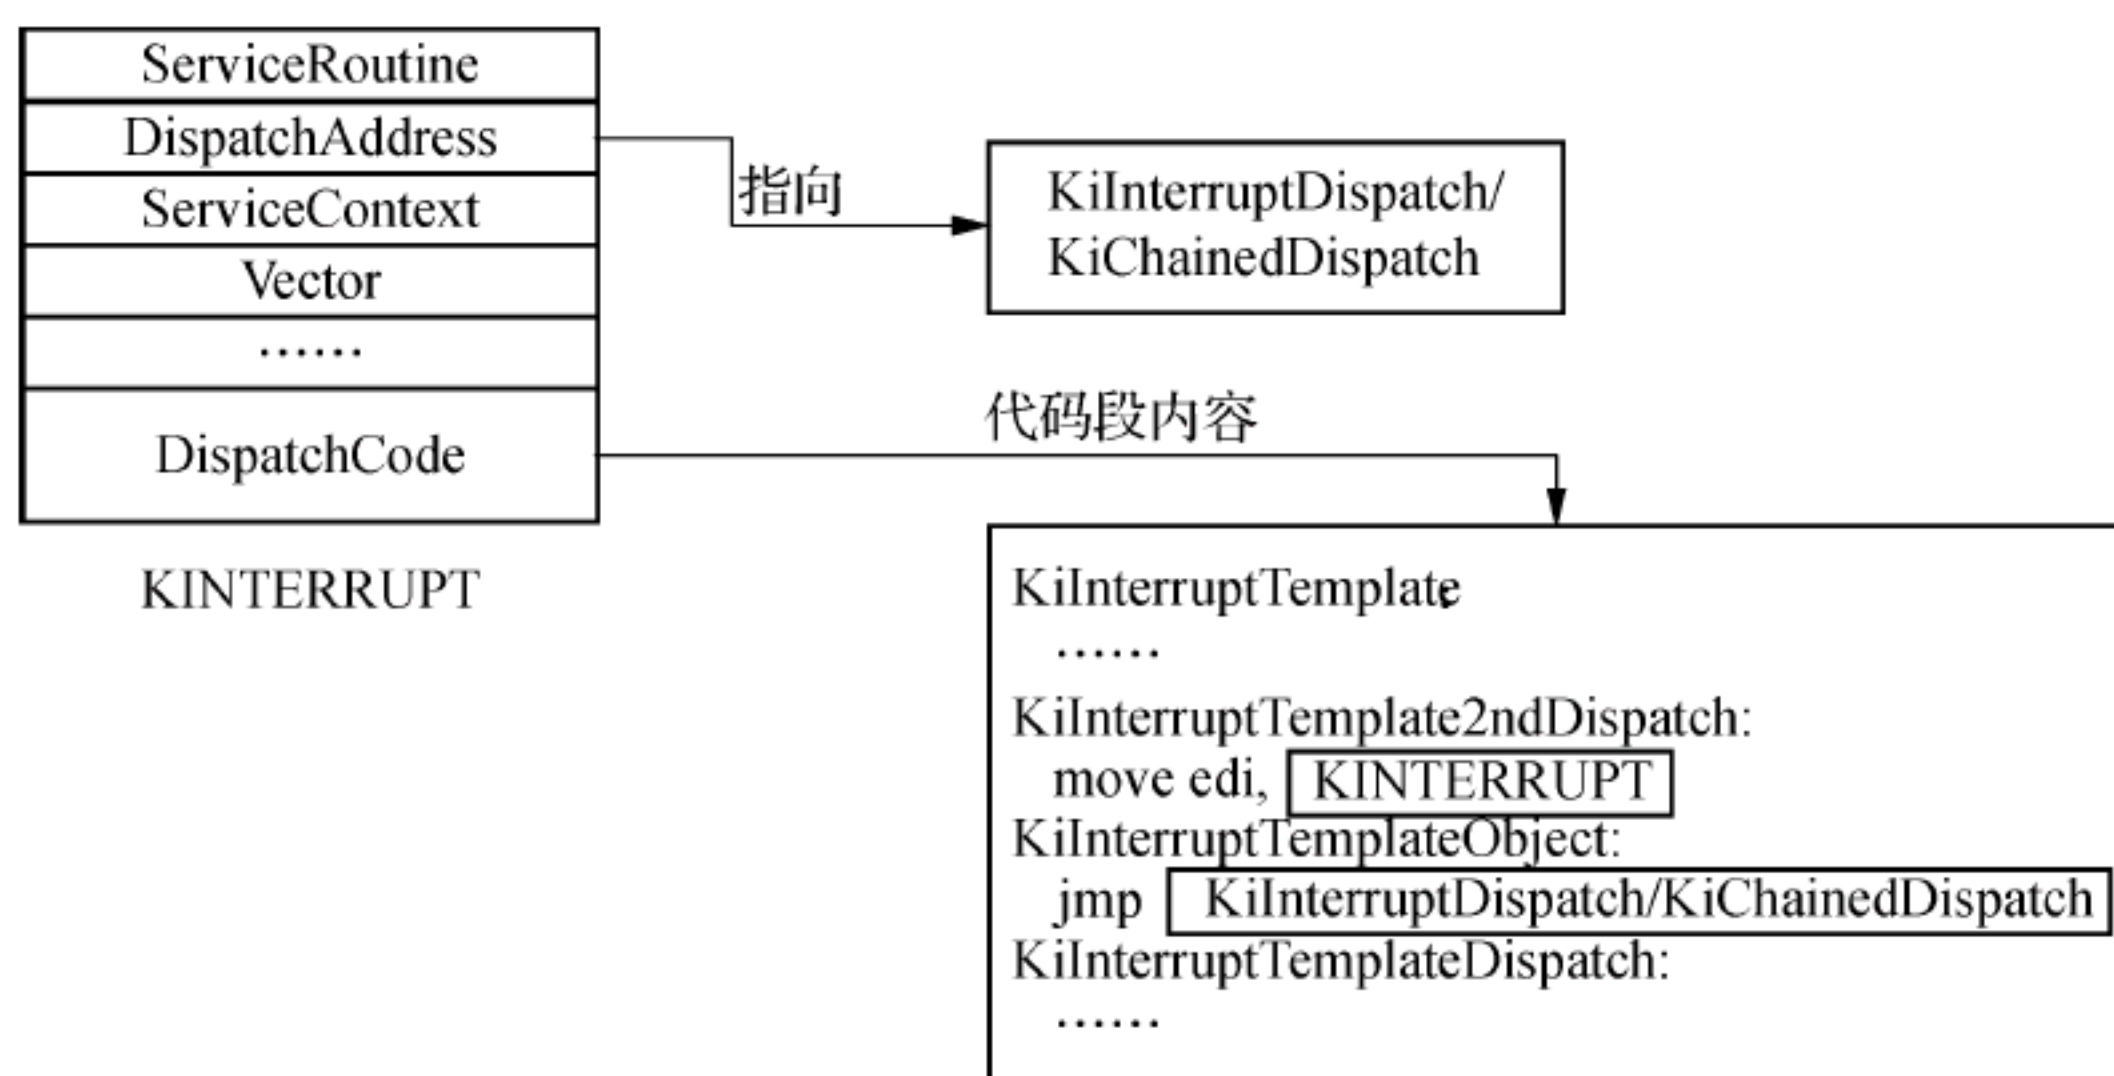 ServiceRoutine
DispatchAddress
ServiceContext
Vector
……
DispatchCode
KINTERRUPT
指向
KiInterruptDispatch/
KiChainedDispatch
代码段内容
KiInterruptTemplate:
……
KiInterruptTemplate2ndDispatch:
move edi, KINTERRUPT
KiInterruptTemplateObject:
jmp KiInterruptDispatch/KiChainedDispatch
KiInterruptTemplateDispatch:
……